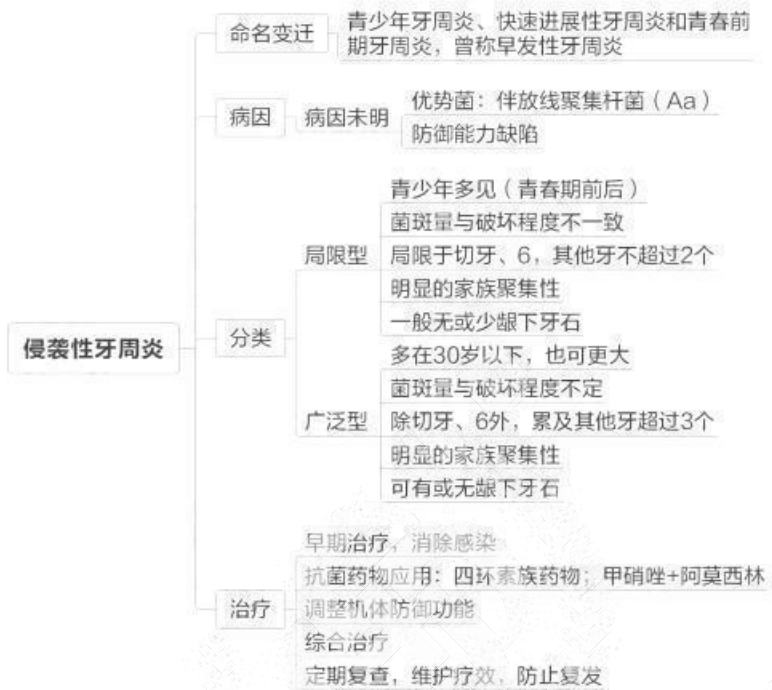 命名变迁
青少年牙周炎、快速进展性牙周炎和青春前
期牙周炎，曾称早发性牙周炎
病因
病因未明
优势菌：伴放线聚集杆菌（Aa）
防御能力缺陷
侵袭性牙周炎
分类
局限型
青少年多见（青春期前后）
菌斑量与破坏程度不一致
局限于切牙、6，其他牙不超过2个
明显的家族聚集性
一般无或少龈下牙石
广泛型
多在30岁以下，也可更大
菌斑量与破坏程度不定
除切牙、6外，累及其他牙超过3个
明显的家族聚集性
可有或无龈下牙石
治疗
早期治疗，消除感染
抗菌药物应用：四环素族药物；甲硝唑+阿莫西林
调整机体防御功能
综合治疗
定期复查，维护疗效，防止复发